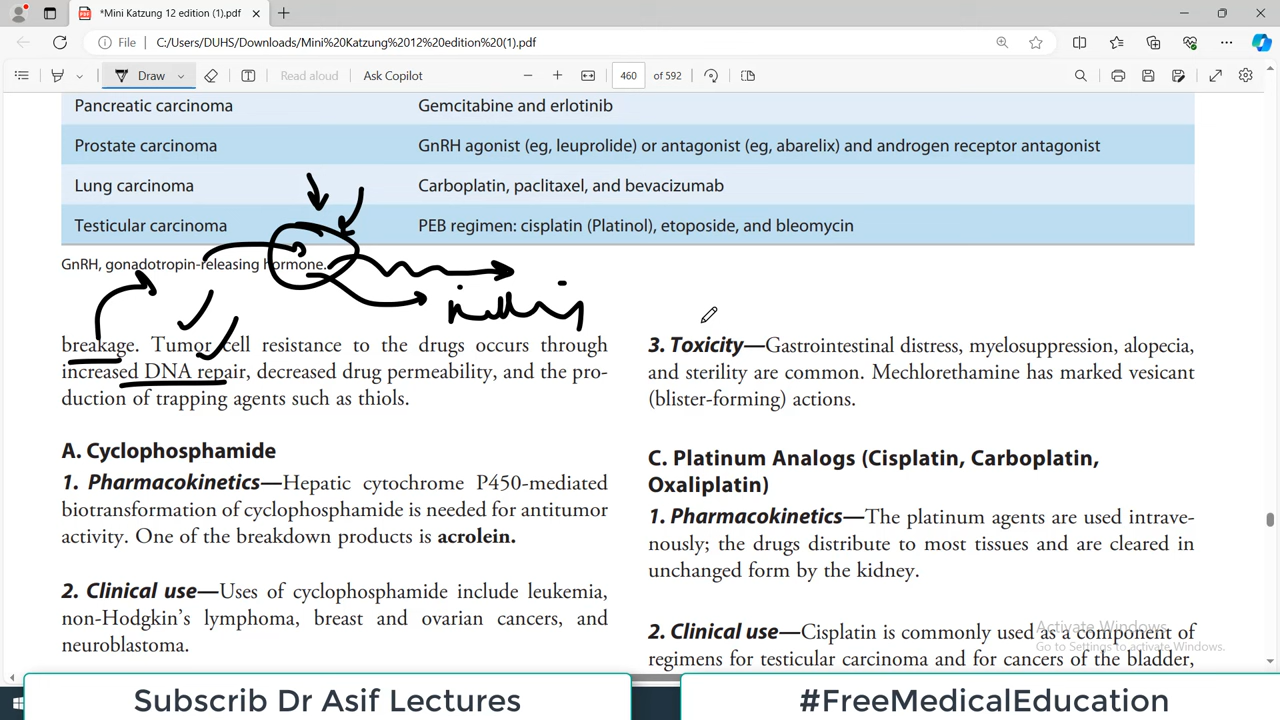 *Mini Katzung 12 edition (1).pdf
File C:/Users/DUHS/Downloads/Mini%20Katzung%2012%20edition%20(1).pdf
Draw Read aloud Ask Copilot 460 of 592
Pancreatic carcinoma Gemcitabine and erlotinib
Prostate carcinoma GnRH agonist (eg, leuprolide) or antagonist (eg, abarelix) and androgen receptor antagonist
Lung carcinoma Carboplatin, paclitaxel, and bevacizumab
Testicular carcinoma PEB regimen: cisplatin (Platinol), etoposide, and bleomycin
GnRH, gonadotropin-releasing hormone.
breakage. Tumor cell resistance to the drugs occurs through
increased DNA repair, decreased drug permeability, and the pro-
duction of trapping agents such as thiols.
A. Cyclophosphamide
1. Pharmacokinetics—Hepatic cytochrome P450-mediated
biotransformation of cyclophosphamide is needed for antitumor
activity. One of the breakdown products is acrolein.
2. Clinical use—Uses of cyclophosphamide include leukemia,
non-Hodgkin's lymphoma, breast and ovarian cancers, and
neuroblastoma.
3. Toxicity—Gastrointestinal distress, myelosuppression, alopecia,
and sterility are common. Mechlorethamine has marked vesicant
(blister-forming) actions.
C. Platinum Analogs (Cisplatin, Carboplatin,
Oxaliplatin)
1. Pharmacokinetics—The platinum agents are used intrave-
nously; the drugs distribute to most tissues and are cleared in
unchanged form by the kidney.
2. Clinical use—Cisplatin is commonly used as a component of
regimens for testicular carcinoma and for cancers of the bladder,
Activate Windows
Go to Settings to activate Windows.
Subscrib Dr Asif Lectures
#FreeMedicalEducation